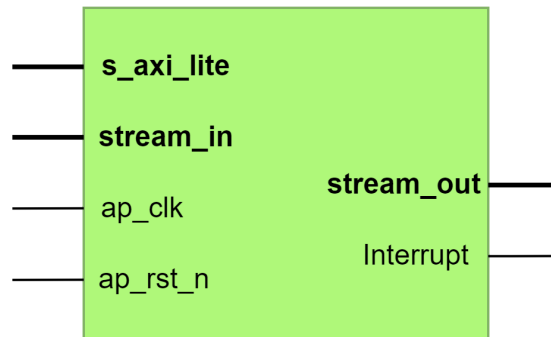 s_axi_lite
stream_in
ap_clk
ap_rst_n
stream_out
Interrupt